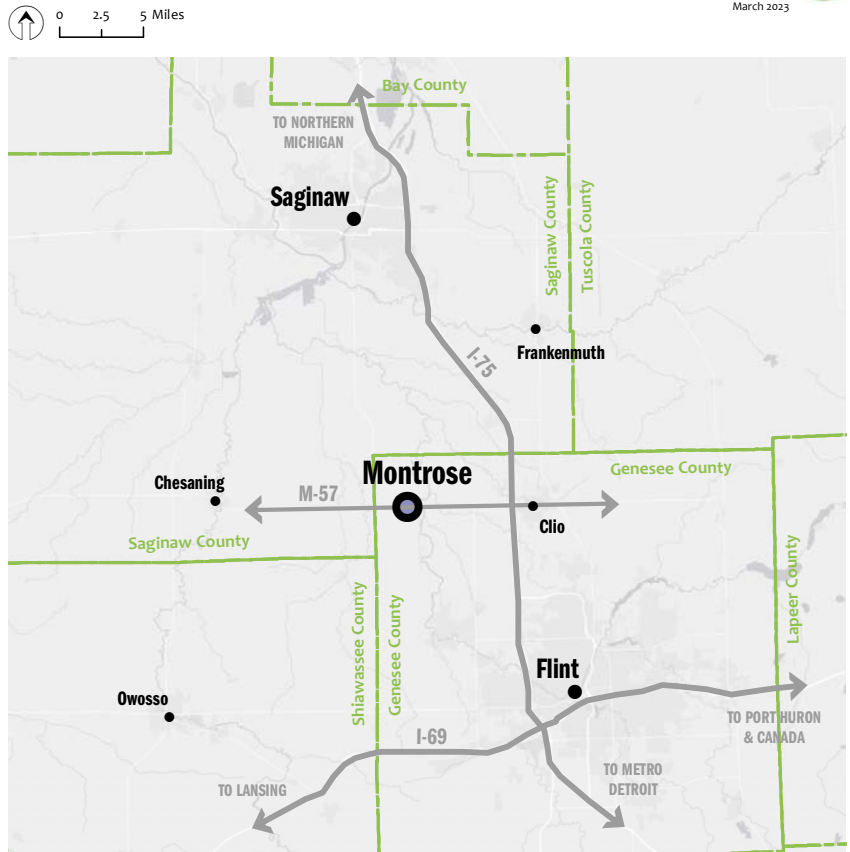 0 2.5 5 Miles
March 2023
Bay County
TO NORTHERN
MICHIGAN
Saginaw
Saginaw County
Tuscola County
Frankenmuth
I-75
Montrose
Genesee County
Chesaning
M-57
Clio
Saginaw County
Lapeer County
Shiawassee County
Genesee County
Flint
Owosso
TO PORT HURON
& CANADA
I-69
TO LANSING
TO METRO
DETROIT